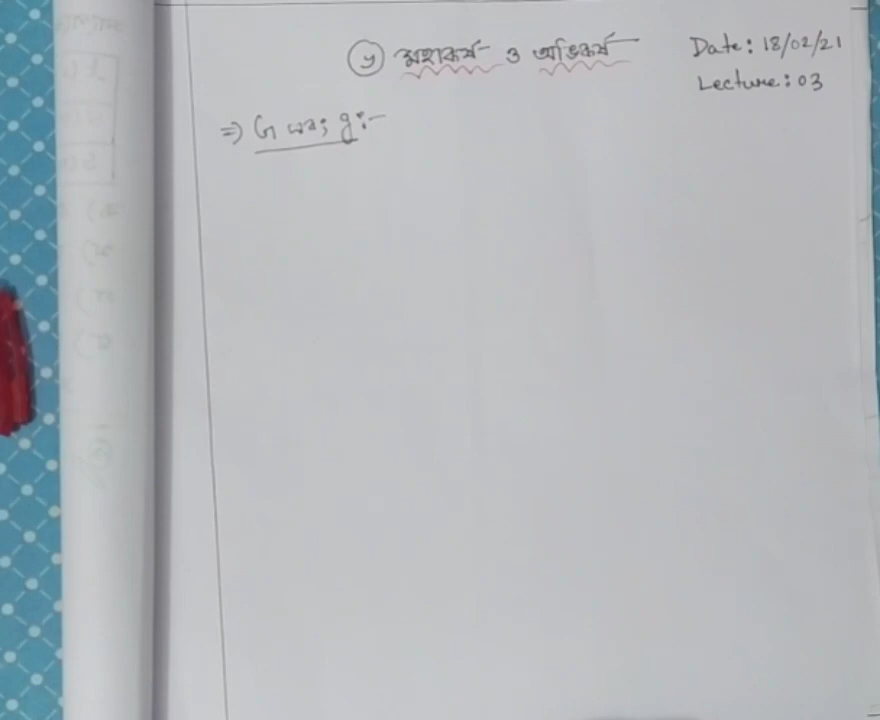 ৬ মহাকর্ষ ও অভিকর্ষ
Date: 18/02/21
Lecture: 03
⇒ G এবং g :-